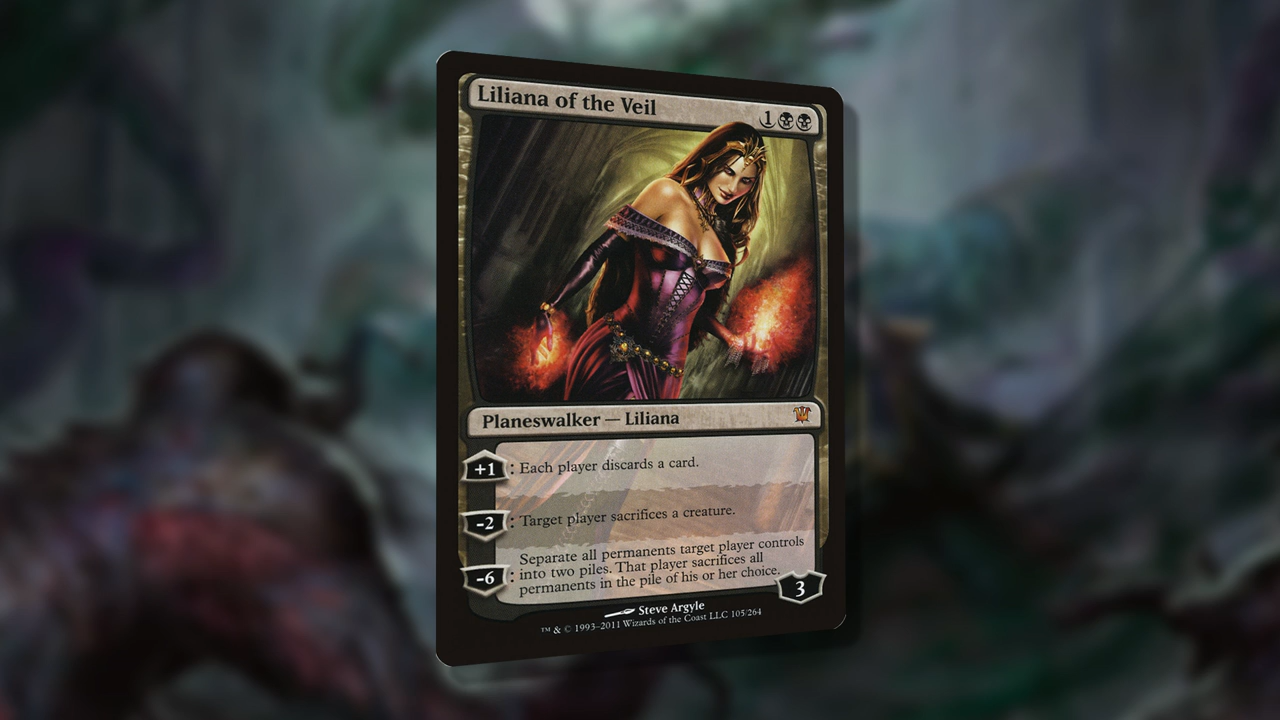 Liliana of the Veil
1
Planeswalker — Liliana
+1 : Each player discards a card.
-2 : Target player sacrifices a creature.
Separate all permanents target player controls
-6 : into two piles. That player sacrifices all
permanents in the pile of his or her choice.
3
Steve Argyle
™ & © 1993–2011 Wizards of the Coast LLC 105/264